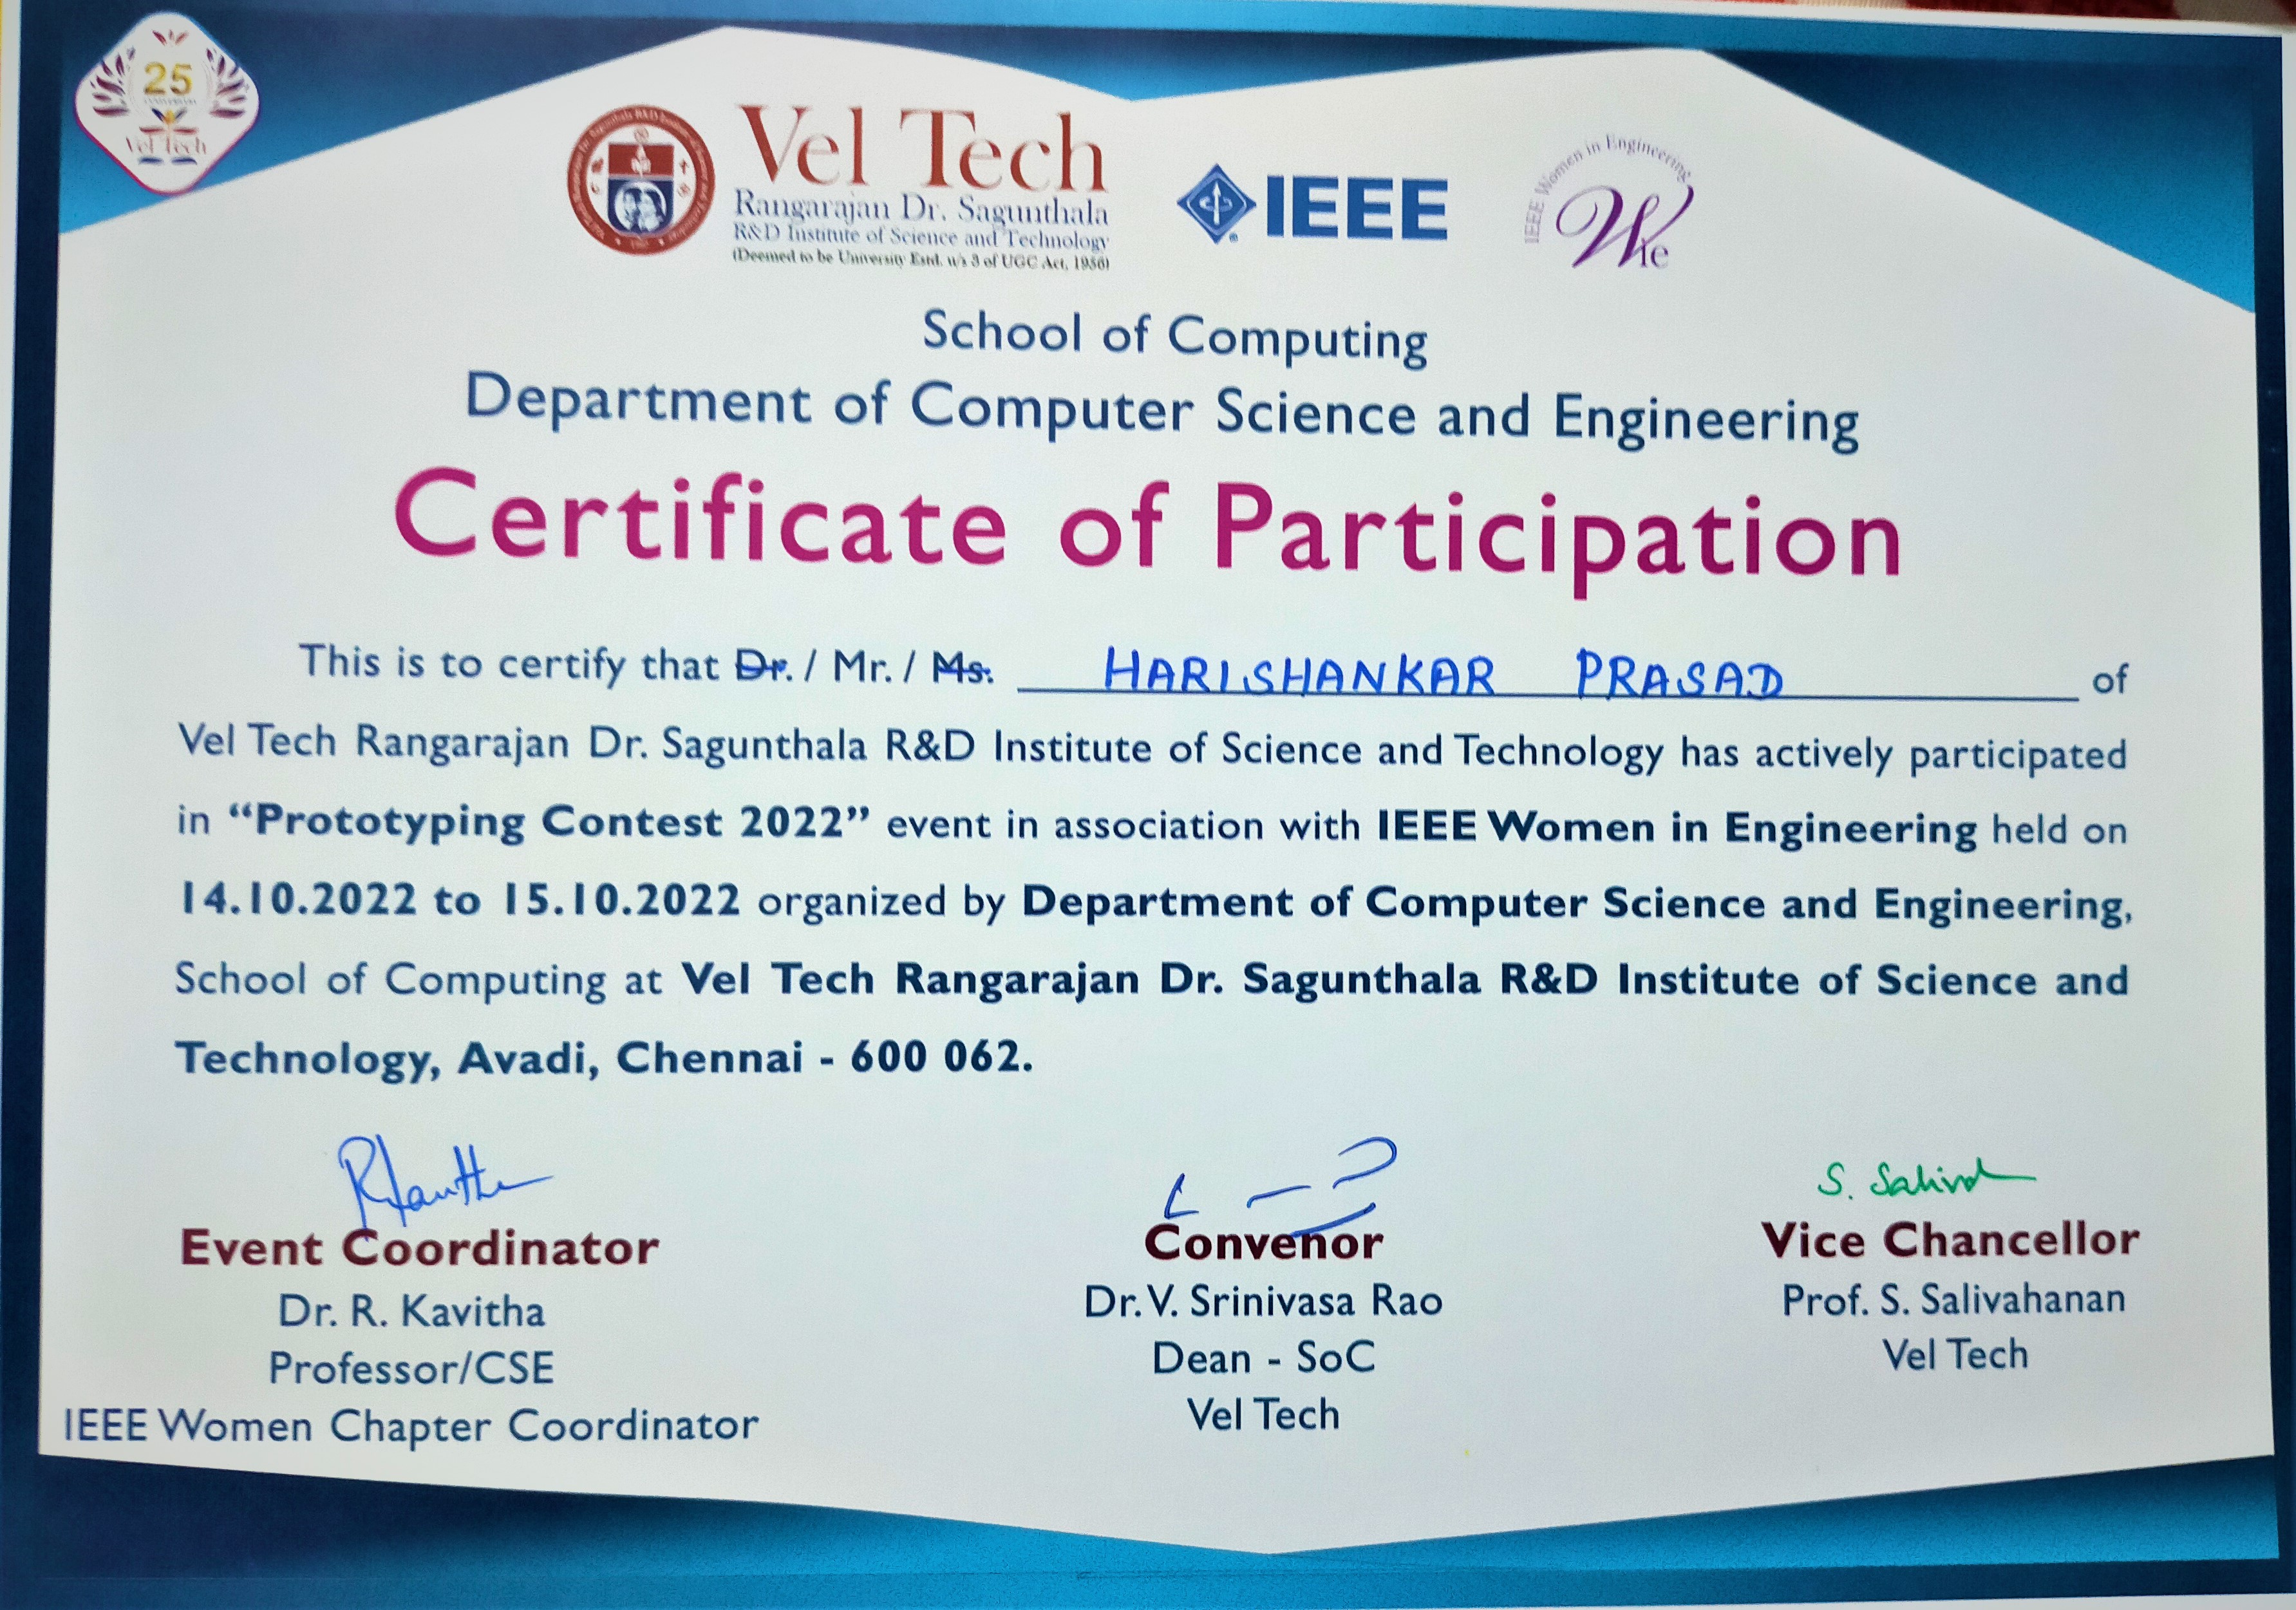 25
Vel Tech
Vel Tech
Rangarajan Dr. Sagunthala
R&D Institute of Science and Technology
(Deemed to be University Estd. u/s 3 of UGC Act, 1956)
IEEE
IEEE Women in Engineering
Wie
School of Computing
Department of Computer Science and Engineering
Certificate of Participation
This is to certify that Dr. / Mr. / Ms. HARISHANKAR PRASAD of
Vel Tech Rangarajan Dr. Sagunthala R&D Institute of Science and Technology has actively participated
in “Prototyping Contest 2022” event in association with IEEE Women in Engineering held on
14.10.2022 to 15.10.2022 organized by Department of Computer Science and Engineering,
School of Computing at Vel Tech Rangarajan Dr. Sagunthala R&D Institute of Science and
Technology, Avadi, Chennai - 600 062.
Event Coordinator
Dr. R. Kavitha
Professor/CSE
IEEE Women Chapter Coordinator
Convenor
Dr. V. Srinivasa Rao
Dean - SoC
Vel Tech
Vice Chancellor
Prof. S. Salivahanan
Vel Tech